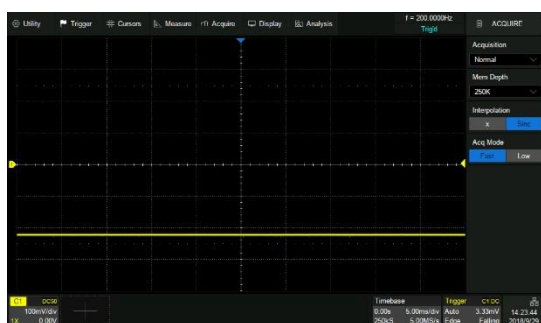 Utility Trigger Cursors Measure Acquire Display Analysis
f = 200.0000Hz
Trig'd
ACQUIRE
Acquisition
Normal
Mem Depth
250K
Interpolation
x Sinc
Acq Mode
Fast Low
C1 DC50
100mV/div
1X 0.00V
Timebase
0.00s 5.00ms/div
250kS 5.00MS/s
Trigger C1 DC
Auto 3.33mV
Edge Falling
14:23:44
2018/9/29